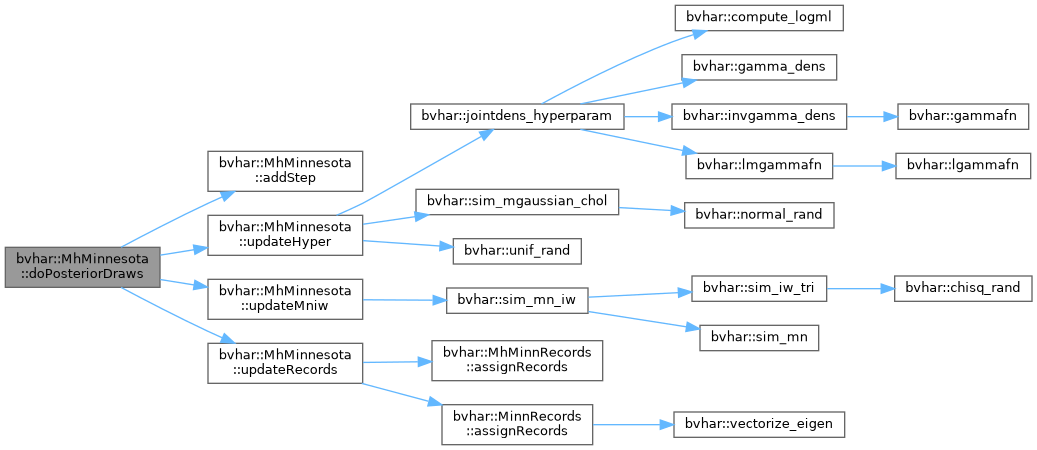 bvhar::MhMinnesota
::doPosteriorDraws
bvhar::MhMinnesota
::addStep
bvhar::MhMinnesota
::updateHyper
bvhar::jointdens_hyperparam
bvhar::compute_logml
bvhar::gamma_dens
bvhar::invgamma_dens
bvhar::gammafn
bvhar::lmgammafn
bvhar::lgammafn
bvhar::sim_mgaussian_chol
bvhar::normal_rand
bvhar::unif_rand
bvhar::MhMinnesota
::updateMniw
bvhar::sim_mn_iw
bvhar::sim_iw_tri
bvhar::chisq_rand
bvhar::sim_mn
bvhar::MhMinnesota
::updateRecords
bvhar::MhMinnRecords
::assignRecords
bvhar::MinnRecords
::assignRecords
bvhar::vectorize_eigen